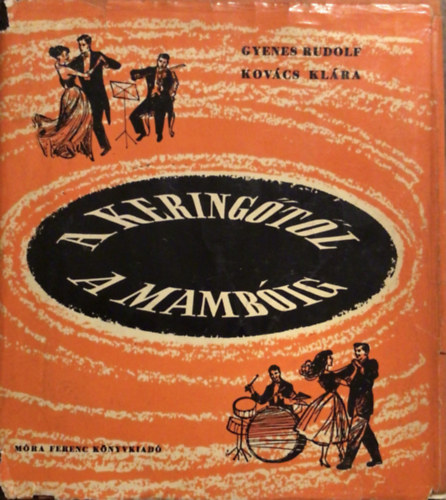 GYENES RUDOLF
KOVÁCS KLÁRA
A KERINGŐTŐL
A MAMBÓIG
MÓRA FERENC KÖNYVKIADÓ